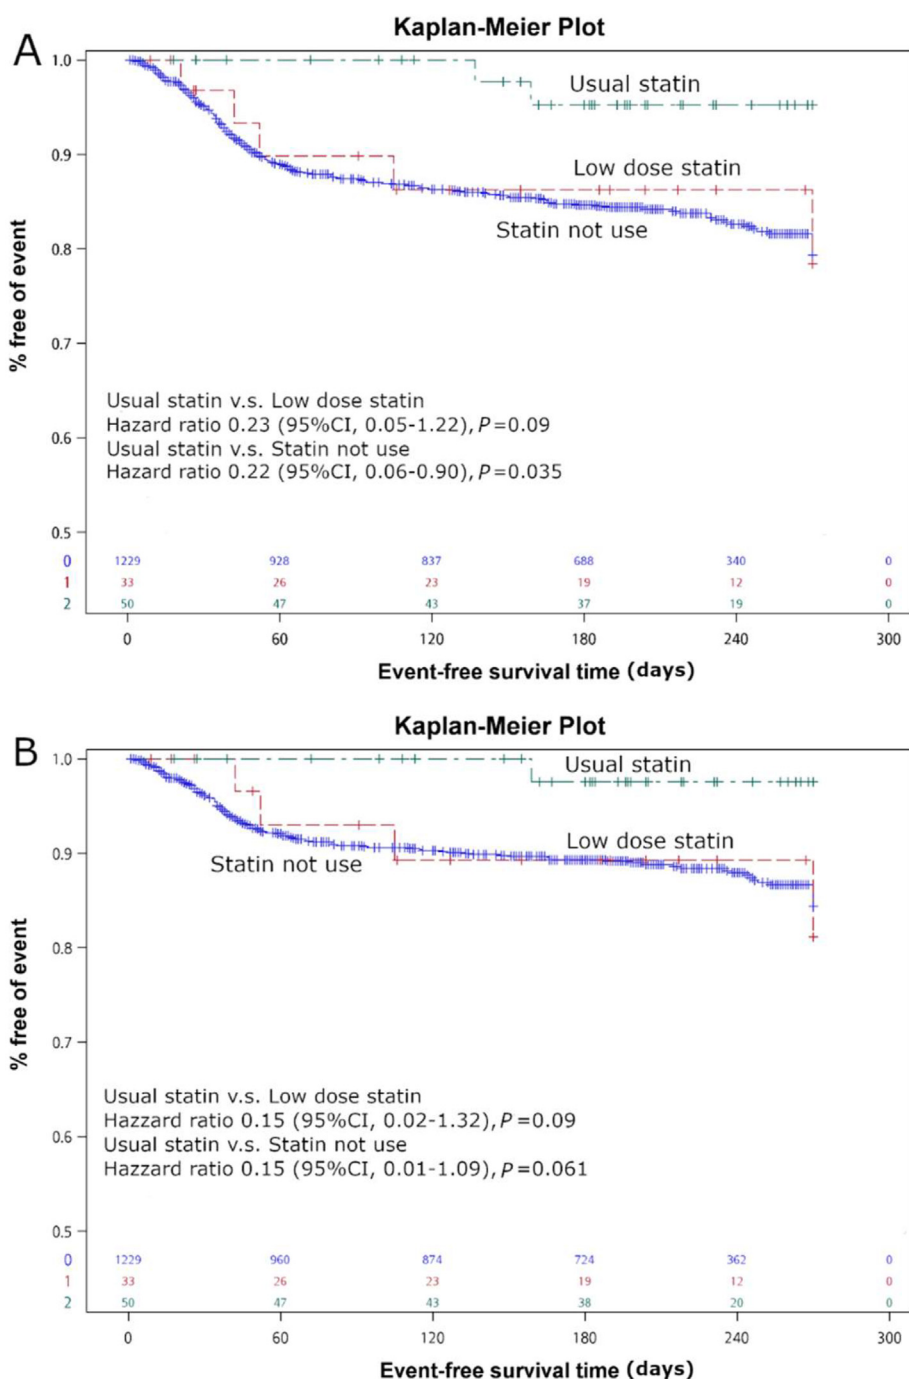 A
Kaplan-Meier Plot
1.0
Usual statin
0.9
Low dose statin
Statin not use
0.8
% free of event
0.7
Usual statin v.s. Low dose statin
Hazard ratio 0.23 (95%CI, 0.05-1.22), P=0.09
0.6
Usual statin v.s. Statin not use
Hazard ratio 0.22 (95%CI, 0.06-0.90), P=0.035
0.5
0 1229 928 837 688 340 0
1 33 26 23 19 12 0
2 50 47 43 37 19 0
0 60 120 180 240 300
Event-free survival time (days)
B
Kaplan-Meier Plot
1.0
Usual statin
Low dose statin
0.9
Statin not use
0.8
% free of event
0.7
Usual statin v.s. Low dose statin
Hazzard ratio 0.15 (95%CI, 0.02-1.32), P=0.09
0.6
Usual statin v.s. Statin not use
Hazzard ratio 0.15 (95%CI, 0.01-1.09), P=0.061
0.5
0 1229 960 874 724 362 0
1 33 26 23 19 12 0
2 50 47 43 38 20 0
0 60 120 180 240 300
Event-free survival time (days)